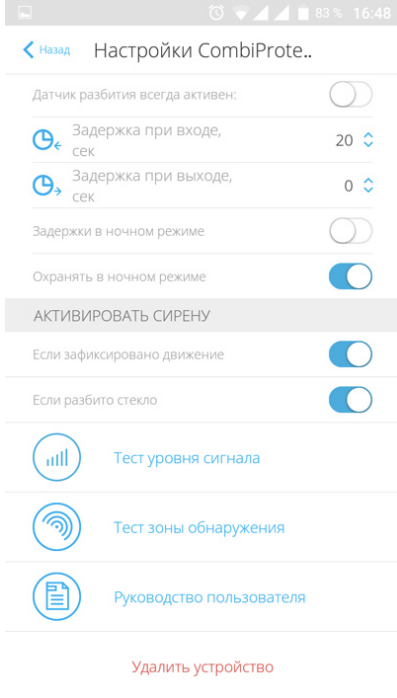 83 % 16:48
Назад Настройки CombiProte..
Датчик разбития всегда активен:
Задержка при входе,
сек
20
Задержка при выходе,
сек
0
Задержки в ночном режиме
Охранять в ночном режиме
АКТИВИРОВАТЬ СИРЕНУ
Если зафиксировано движение
Если разбито стекло
Тест уровня сигнала
Тест зоны обнаружения
Руководство пользователя
Удалить устройство